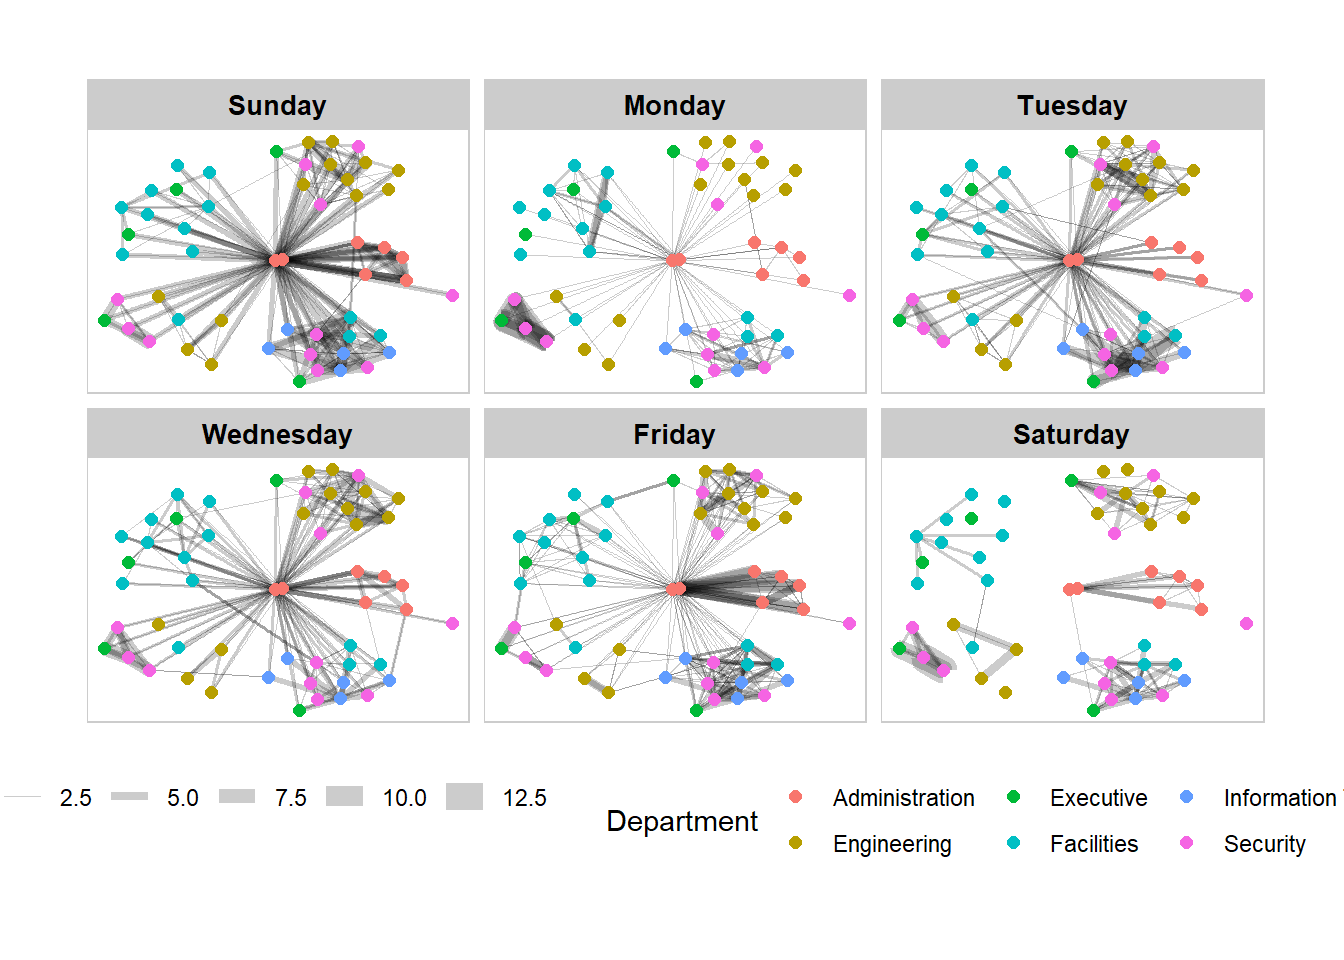 Sunday
Monday
Tuesday
Wednesday
Friday
Saturday
2.5 5.0 7.5 10.0 12.5
Department
Administration Executive Information
Engineering Facilities Security